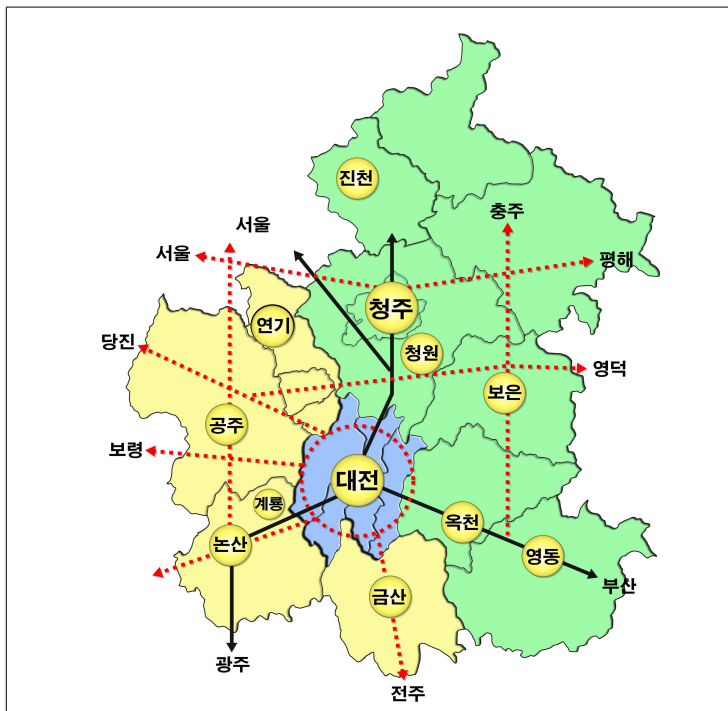 진천
충주
서울
서울
평해
청주
연기
당진
청원
영덕
보은
공주
보령
대전
계룡
옥천
논산
영동
부산
금산
광주
전주